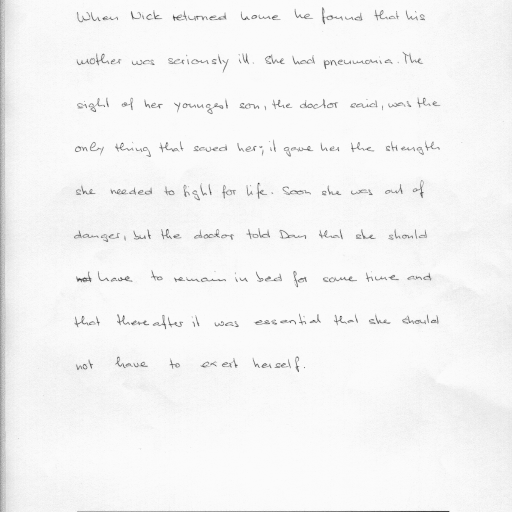 When Nick returned home he found that his
mother was seriously ill. She had pneumonia. The
sight of her youngest son, the doctor said, was the
only thing that saved her; it gave her the strength
she needed to fight for life. Soon she was out of
danger, but the doctor told Dan that she should
not have to remain in bed for some time and
that thereafter it was essential that she should
not have to exert herself.